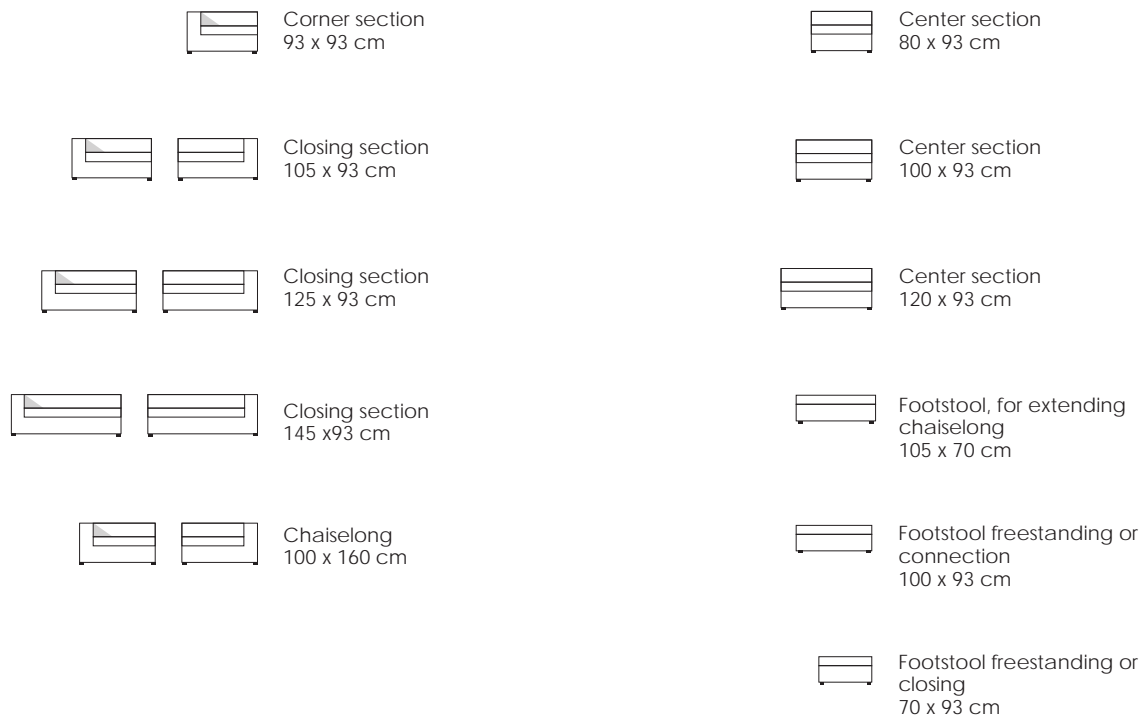 Corner section
93 x 93 cm
Closing section
105 x 93 cm
Closing section
125 x 93 cm
Closing section
145 x93 cm
Chaiselong
100 x 160 cm
Center section
80 x 93 cm
Center section
100 x 93 cm
Center section
120 x 93 cm
Footstool, for extending
chaiselong
105 x 70 cm
Footstool freestanding or
connection
100 x 93 cm
Footstool freestanding or
closing
70 x 93 cm